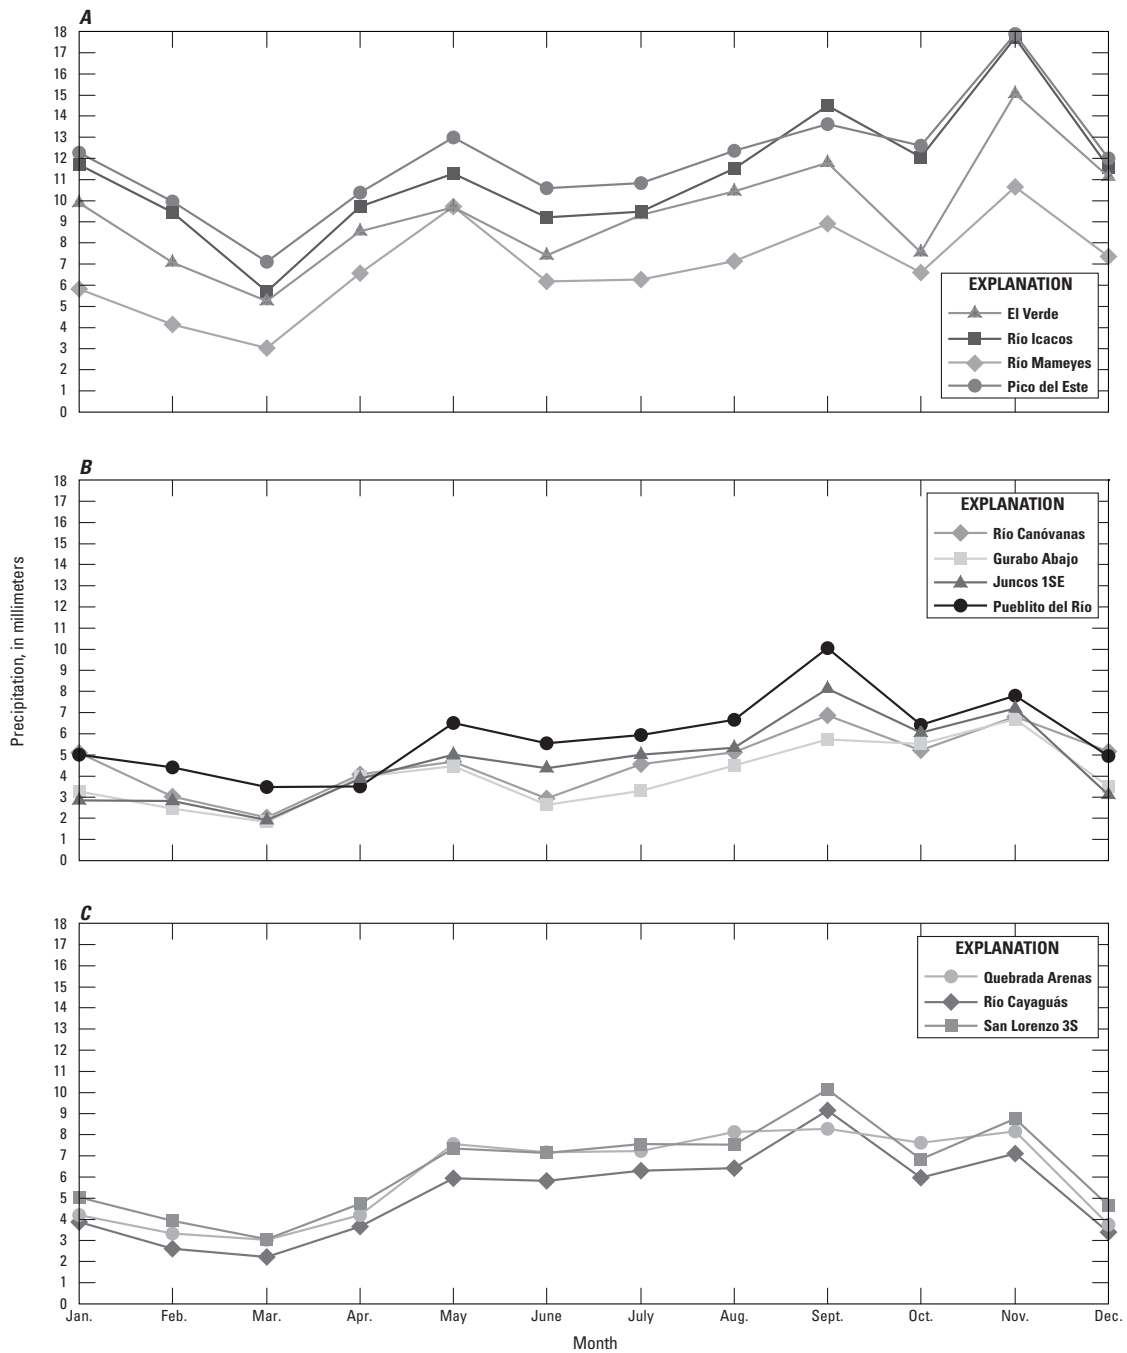 A
18
17
16
15
14
13
12
11
10
9
8
7
6
5
4
3
2
1
0
EXPLANATION
El Verde
Río Icacos
Río Mameyes
Pico del Este
B
18
17
16
15
14
13
12
11
10
9
8
7
6
5
4
3
2
1
0
EXPLANATION
Río Canóvanas
Gurabo Abajo
Juncos 1SE
Pueblito del Río
Precipitation, in millimeters
C
18
17
16
15
14
13
12
11
10
9
8
7
6
5
4
3
2
1
0
EXPLANATION
Quebrada Arenas
Río Cayaguás
San Lorenzo 3S
Jan. Feb. Mar. Apr. May June July Aug. Sept. Oct. Nov. Dec.
Month